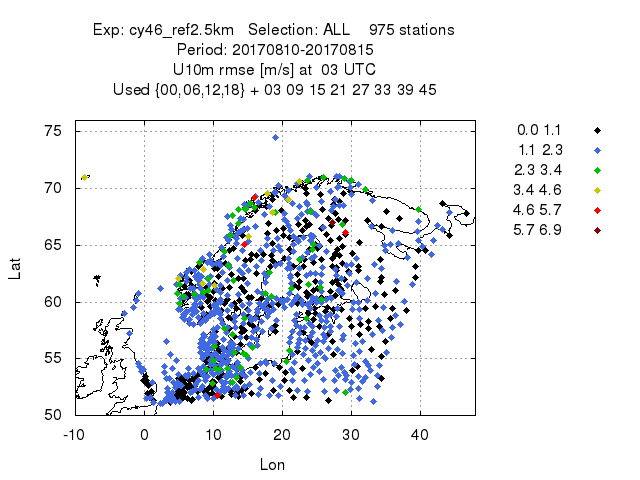 Exp: cy46_ref2.5km   Selection: ALL    975 stations
Period: 20170810-20170815
U10m rmse [m/s] at  03 UTC
Used {00,06,12,18} + 03 09 15 21 27 33 39 45
0.0 1.1
1.1 2.3
2.3 3.4
3.4 4.6
4.6 5.7
5.7 6.9
75
70
65
60
55
50
Lat
-10 0 10 20 30 40
Lon